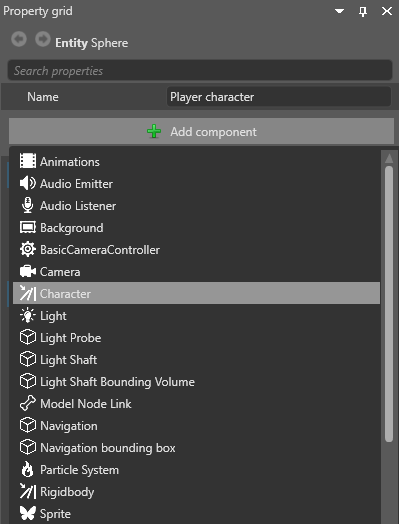 Property grid
Entity Sphere
Search properties
Name Player character
Add component
Animations
Audio Emitter
Audio Listener
Background
BasicCameraController
Camera
Character
Light
Light Probe
Light Shaft
Light Shaft Bounding Volume
Model Node Link
Navigation
Navigation bounding box
Particle System
Rigidbody
Sprite